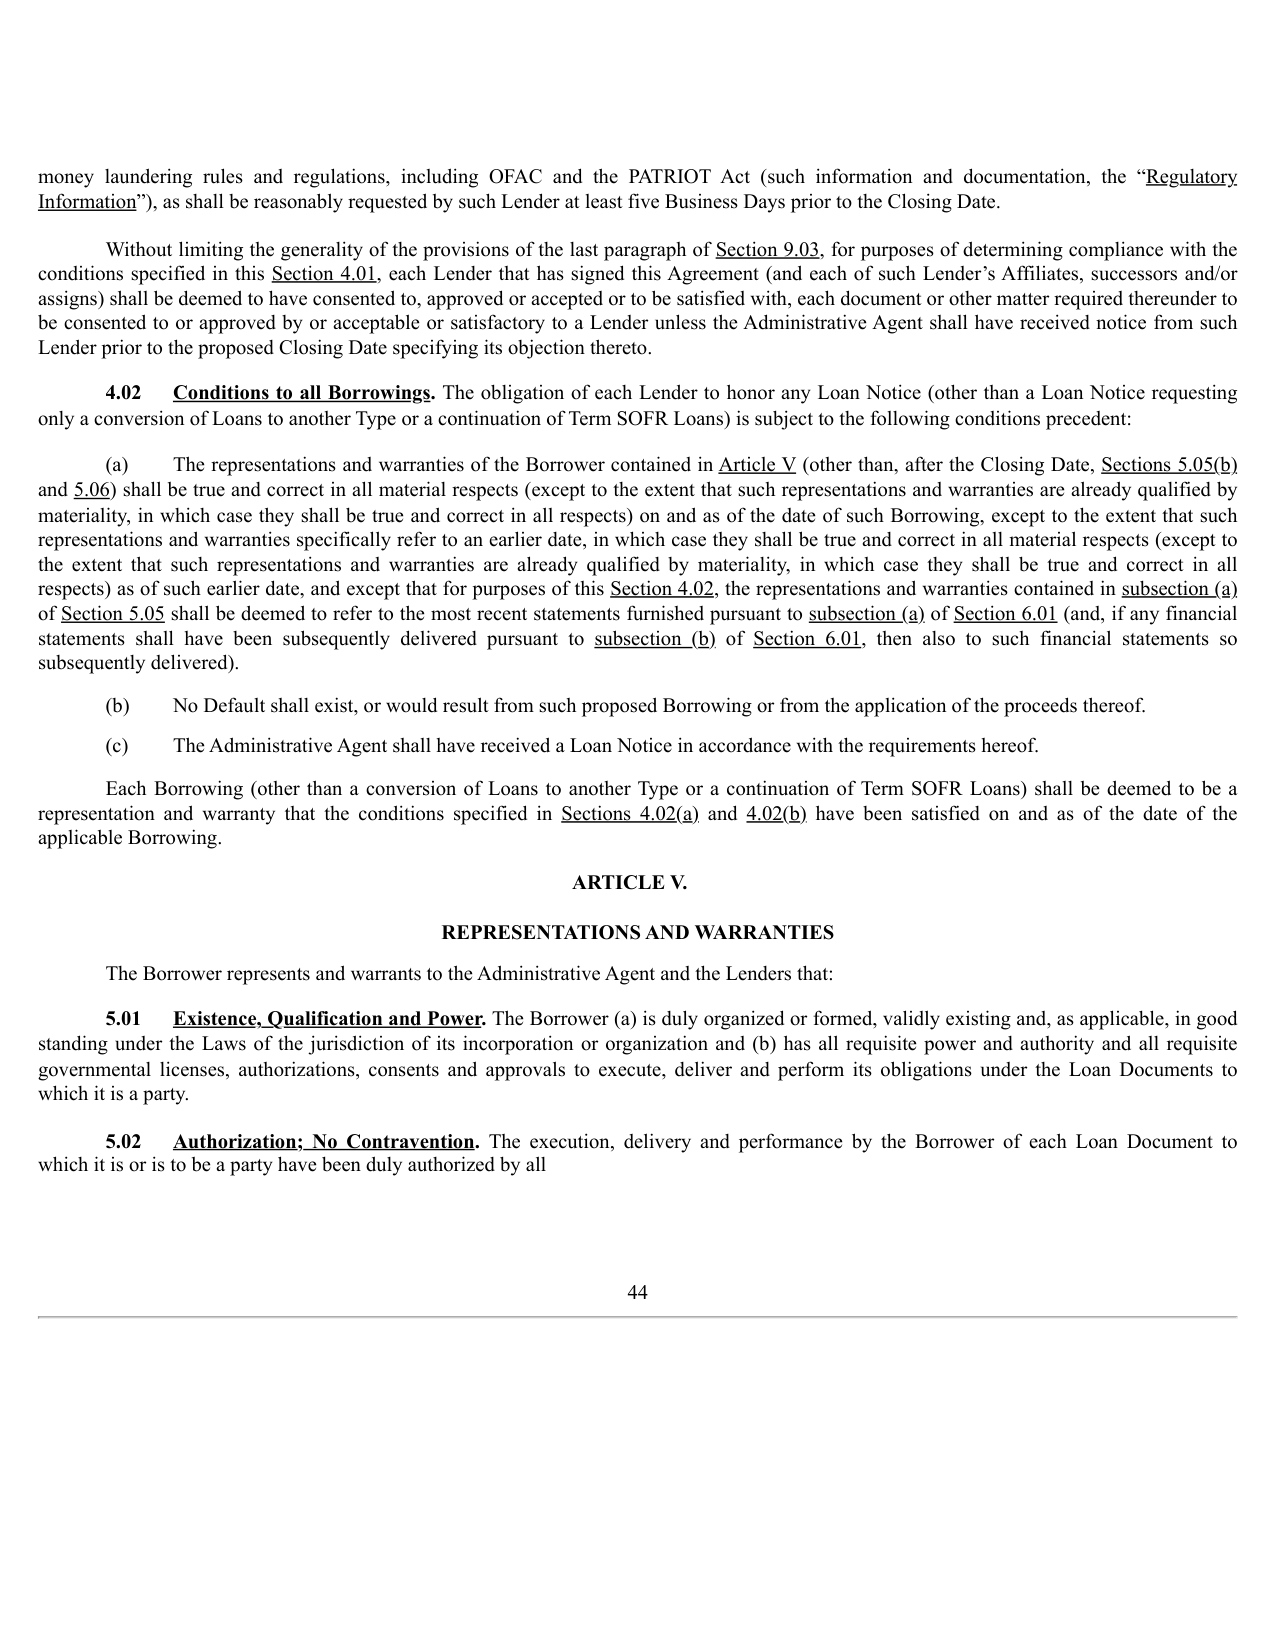 money laundering rules and regulations, including OFAC and the PATRIOT Act (such information and documentation, the “Regulatory
Information”), as shall be reasonably requested by such Lender at least five Business Days prior to the Closing Date.
Without limiting the generality of the provisions of the last paragraph of Section 9.03, for purposes of determining compliance with the
conditions specified in this Section 4.01, each Lender that has signed this Agreement (and each of such Lender’s Affiliates, successors and/or
assigns) shall be deemed to have consented to, approved or accepted or to be satisfied with, each document or other matter required thereunder to
be consented to or approved by or acceptable or satisfactory to a Lender unless the Administrative Agent shall have received notice from such
Lender prior to the proposed Closing Date specifying its objection thereto.
4.02 Conditions to all Borrowings. The obligation of each Lender to honor any Loan Notice (other than a Loan Notice requesting
only a conversion of Loans to another Type or a continuation of Term SOFR Loans) is subject to the following conditions precedent:
(a) The representations and warranties of the Borrower contained in Article V (other than, after the Closing Date, Sections 5.05(b)
and 5.06) shall be true and correct in all material respects (except to the extent that such representations and warranties are already qualified by
materiality, in which case they shall be true and correct in all respects) on and as of the date of such Borrowing, except to the extent that such
representations and warranties specifically refer to an earlier date, in which case they shall be true and correct in all material respects (except to
the extent that such representations and warranties are already qualified by materiality, in which case they shall be true and correct in all
respects) as of such earlier date, and except that for purposes of this Section 4.02, the representations and warranties contained in subsection (a)
of Section 5.05 shall be deemed to refer to the most recent statements furnished pursuant to subsection (a) of Section 6.01 (and, if any financial
statements shall have been subsequently delivered pursuant to subsection (b) of Section 6.01, then also to such financial statements so
subsequently delivered).
(b) No Default shall exist, or would result from such proposed Borrowing or from the application of the proceeds thereof.
(c) The Administrative Agent shall have received a Loan Notice in accordance with the requirements hereof.
Each Borrowing (other than a conversion of Loans to another Type or a continuation of Term SOFR Loans) shall be deemed to be a
representation and warranty that the conditions specified in Sections 4.02(a) and 4.02(b) have been satisfied on and as of the date of the
applicable Borrowing.
ARTICLE V.
REPRESENTATIONS AND WARRANTIES
The Borrower represents and warrants to the Administrative Agent and the Lenders that:
5.01 Existence, Qualification and Power. The Borrower (a) is duly organized or formed, validly existing and, as applicable, in good
standing under the Laws of the jurisdiction of its incorporation or organization and (b) has all requisite power and authority and all requisite
governmental licenses, authorizations, consents and approvals to execute, deliver and perform its obligations under the Loan Documents to
which it is a party.
5.02 Authorization; No Contravention. The execution, delivery and performance by the Borrower of each Loan Document to
which it is or is to be a party have been duly authorized by all
44